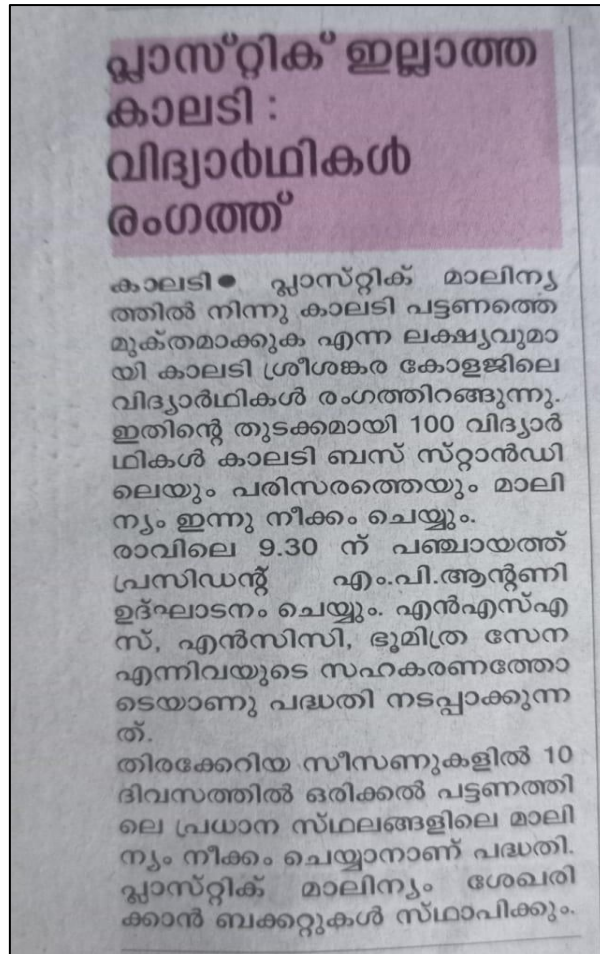 പ്ലാസ്റ്റിക് ഇല്ലാത്ത
കാലടി :
വിദ്യാർഥികൾ
രംഗത്ത്
കാലടി● പ്ലാസ്റ്റിക് മാലിന്യ
ത്തിൽ നിന്നു കാലടി പട്ടണത്തെ
മുക്തമാക്കുക എന്ന ലക്ഷ്യവുമാ
യി കാലടി ശ്രീശങ്കര കോളജിലെ
വിദ്യാർഥികൾ രംഗത്തിറങ്ങുന്നു.
ഇതിന്റെ തുടക്കമായി 100 വിദ്യാർ
ഥികൾ കാലടി ബസ് സ്റ്റാൻഡി
ലെയും പരിസരത്തെയും മാലി
ന്യം ഇന്നു നീക്കം ചെയ്യും.
രാവിലെ 9.30 ന് പഞ്ചായത്ത്
പ്രസിഡന്റ് എം.പി.ആന്റണി
ഉദ്ഘാടനം ചെയ്യും. എൻഎസ്എ
സ്, എൻസിസി, ഭൂമിത്ര സേന
എന്നിവയുടെ സഹകരണത്തോ
ടെയാണു പദ്ധതി നടപ്പാക്കുന്ന
ത്.
തിരക്കേറിയ സീസണുകളിൽ 10
ദിവസത്തിൽ ഒരിക്കൽ പട്ടണത്തി
ലെ പ്രധാന സ്ഥലങ്ങളിലെ മാലി
ന്യം നീക്കം ചെയ്യാനാണ് പദ്ധതി.
പ്ലാസ്റ്റിക് മാലിന്യം ശേഖരി
ക്കാൻ ബക്കറ്റുകൾ സ്ഥാപിക്കും.